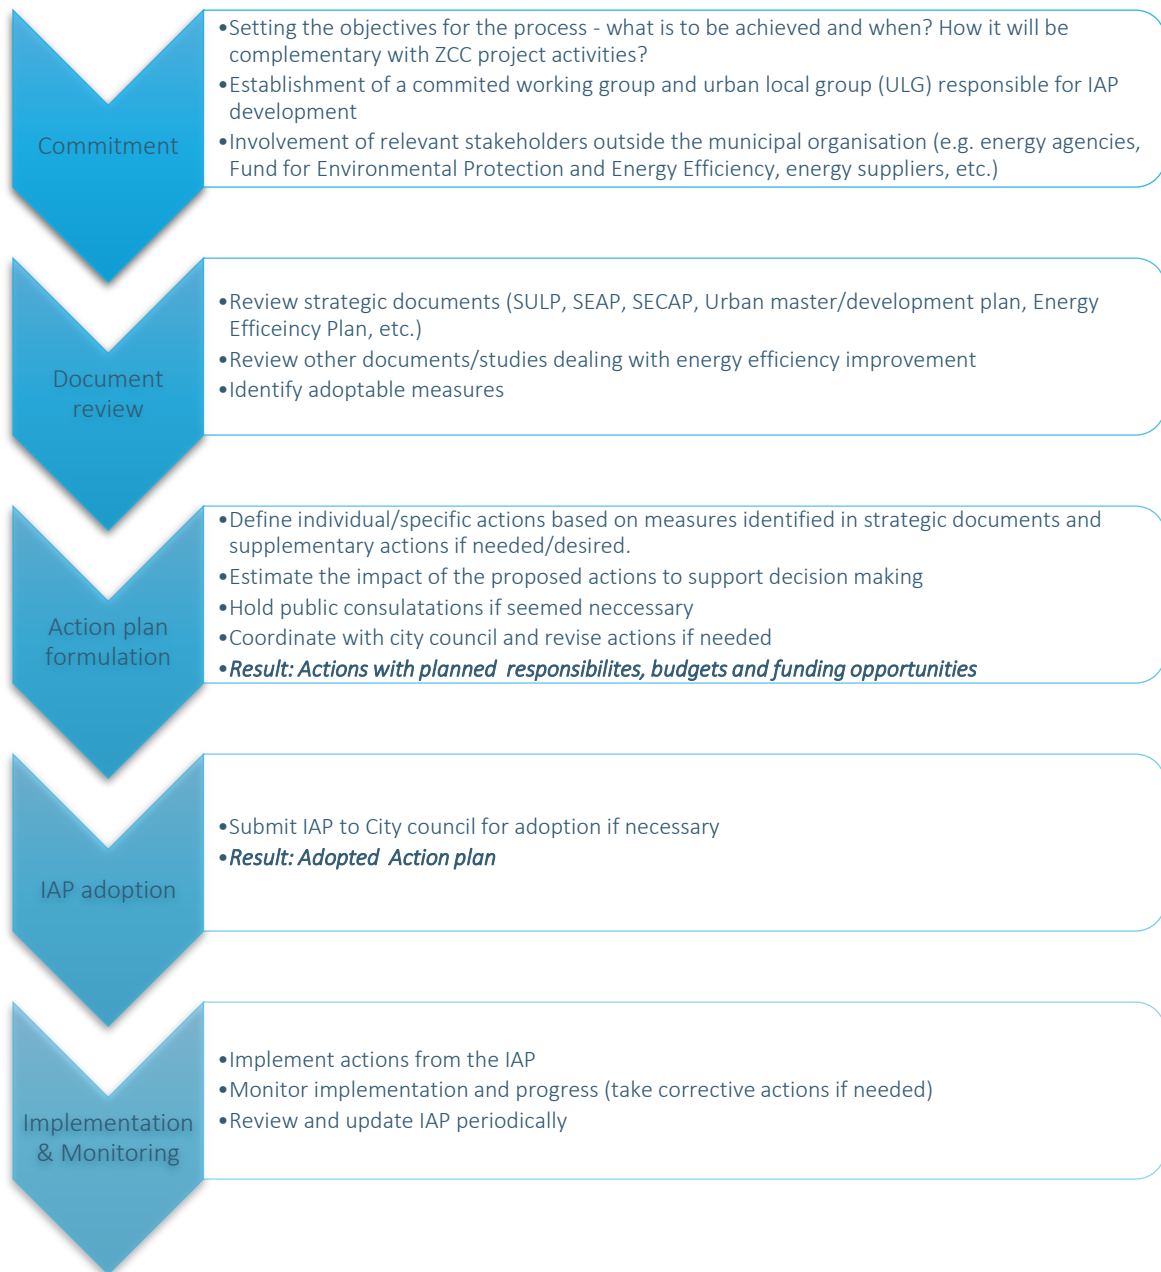 Commitment
•Setting the objectives for the process - what is to be achieved and when? How it will be
complementary with ZCC project activities?
•Establishment of a commited working group and urban local group (ULG) responsible for IAP
development
•Involvement of relevant stakeholders outside the municipal organisation (e.g. energy agencies,
Fund for Environmental Protection and Energy Efficiency, energy suppliers, etc.)
Document
review
•Review strategic documents (SULP, SEAP, SECAP, Urban master/development plan, Energy
Efficeincy Plan, etc.)
•Review other documents/studies dealing with energy efficiency improvement
•Identify adoptable measures
Action plan
formulation
•Define individual/specific actions based on measures identified in strategic documents and
supplementary actions if needed/desired.
•Estimate the impact of the proposed actions to support decision making
•Hold public consulatations if seemed neccessary
•Coordinate with city council and revise actions if needed
•Result: Actions with planned  responsibilites, budgets and funding opportunities
IAP adoption
•Submit IAP to City council for adoption if necessary
•Result: Adopted  Action plan
Implementation
& Monitoring
•Implement actions from the IAP
•Monitor implementation and progress (take corrective actions if needed)
•Review and update IAP periodically